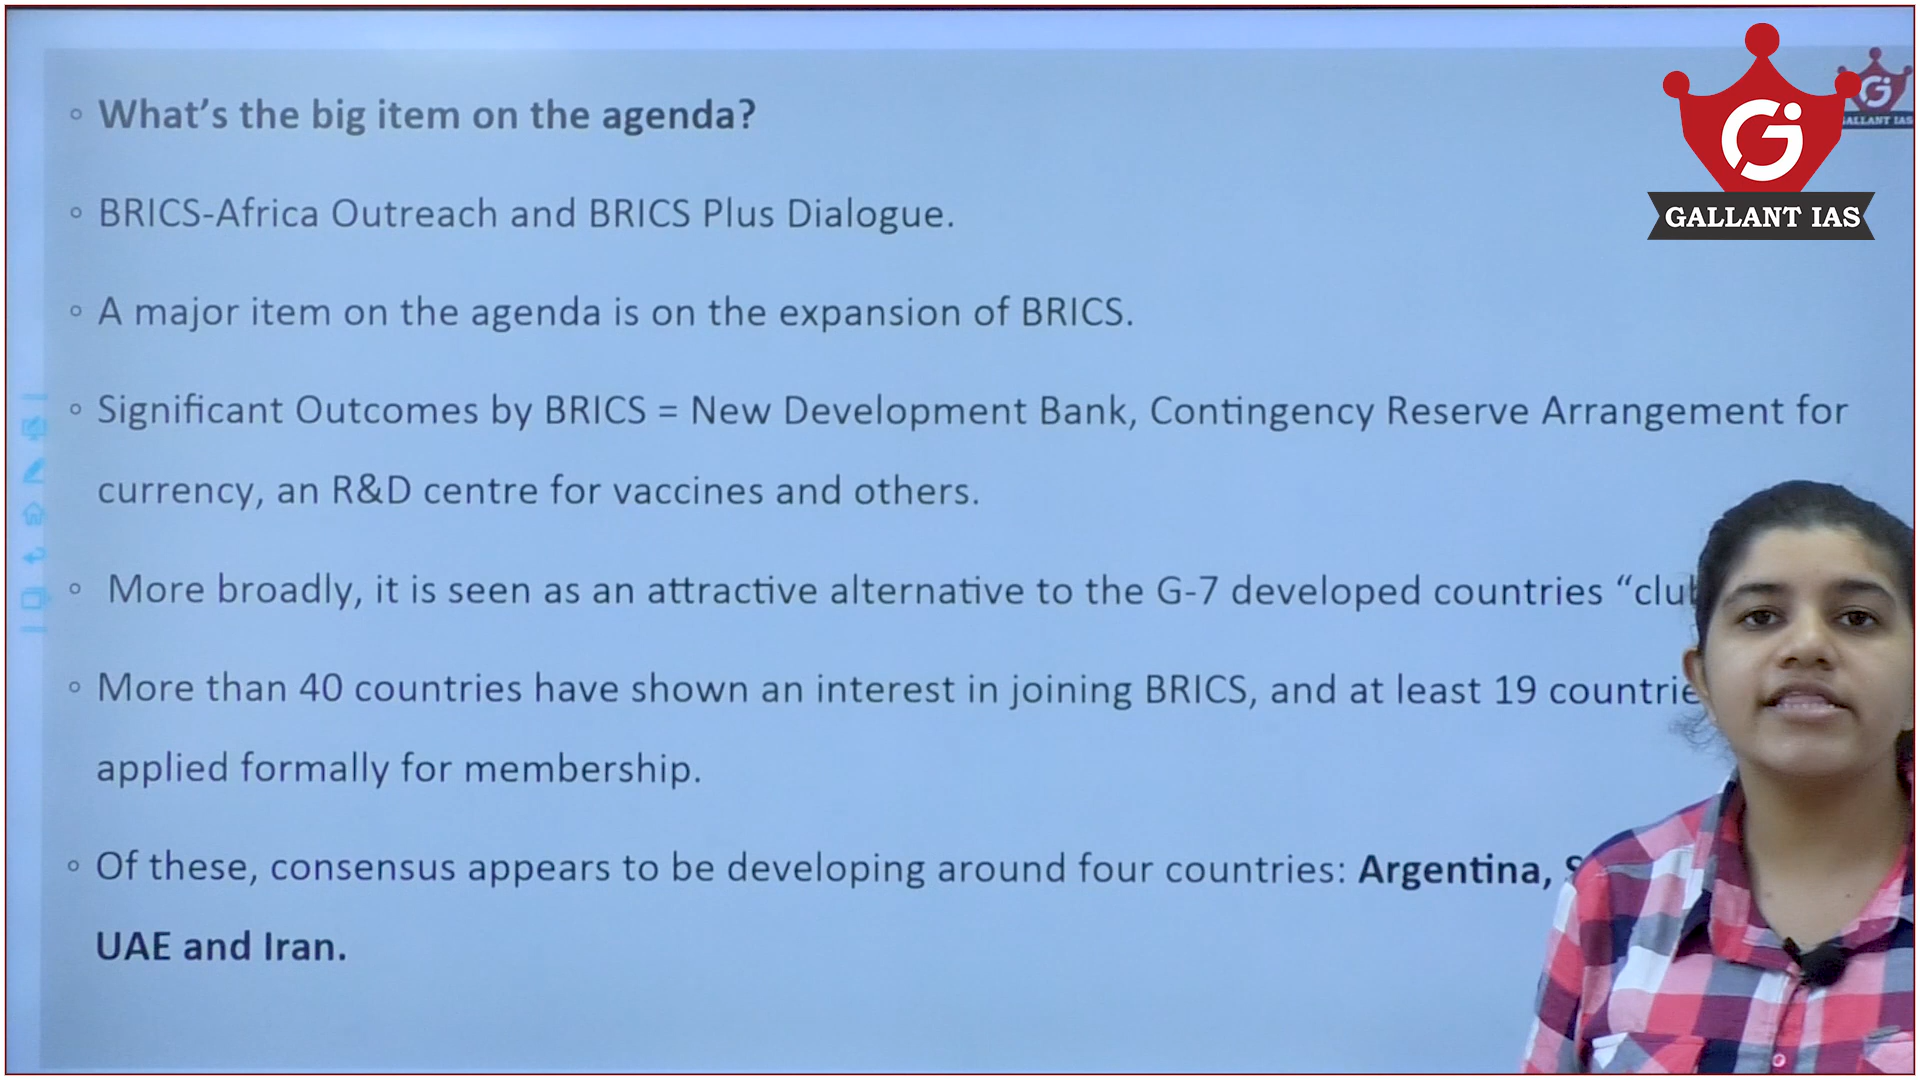 What's the big item on the agenda?
BRICS-Africa Outreach and BRICS Plus Dialogue.
A major item on the agenda is on the expansion of BRICS.
Significant Outcomes by BRICS = New Development Bank, Contingency Reserve Arrangement for
currency, an R&D centre for vaccines and others.
More broadly, it is seen as an attractive alternative to the G-7 developed countries
More than 40 countries have shown an interest in joining BRICS, and at least 19
applied formally for membership.
Of these, consensus appears to be developing around four countries: Argentina,
UAE and Iran.
GALLANT IAS
GALLANT IAS